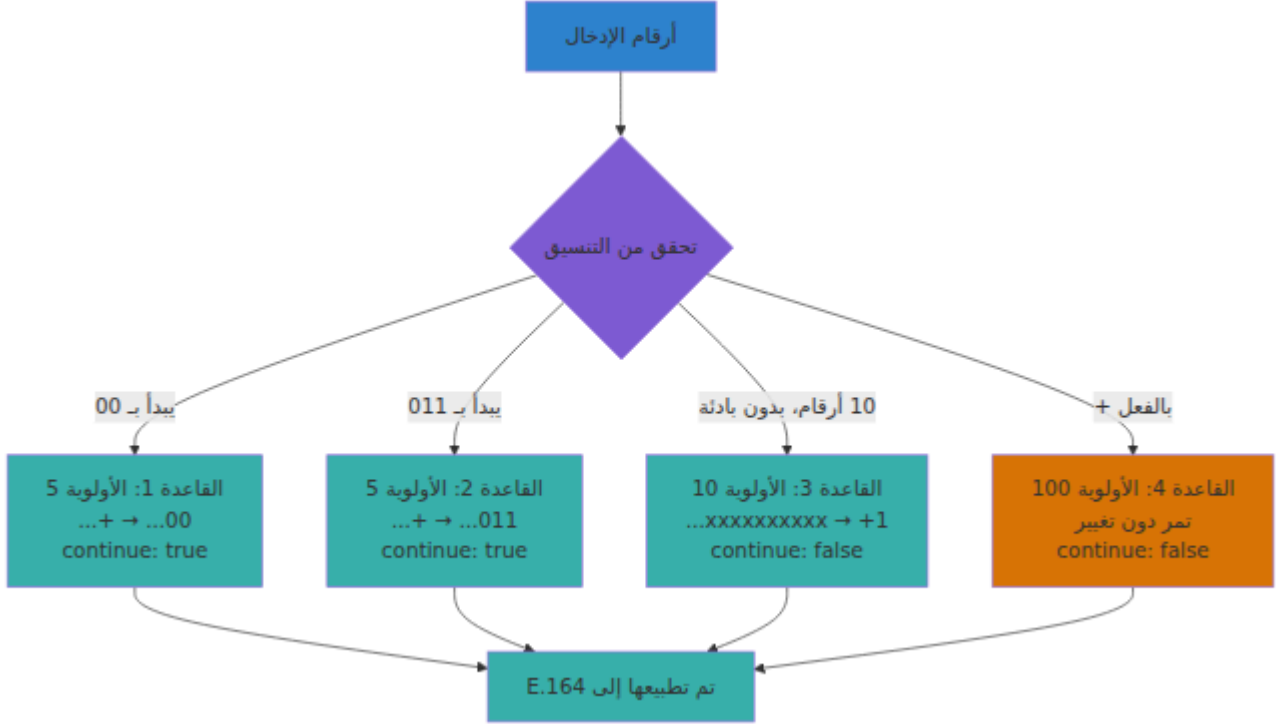 أرقام الإدخال
تحقق من التنسيق
يبدأ بـ 00
يبدأ بـ 011
10 أرقام، بدون بادئة
بالفعل +
القاعدة 1: الأولوية 5
00... → +...
continue: true
القاعدة 2: الأولوية 5
011... → +...
continue: true
القاعدة 3: الأولوية 10
xxxxxxxxxx → +1...
continue: false
القاعدة 4: الأولوية 100
تمر دون تغيير
continue: false
تم تطبيعها إلى E.164